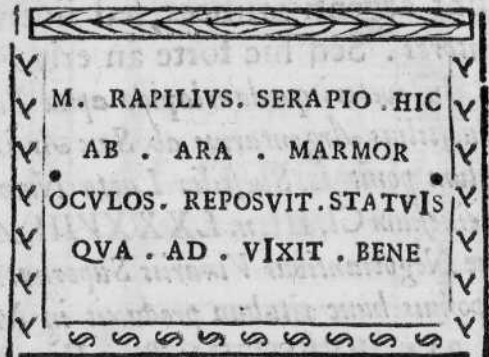 M. RAPILIVS. SERAPIO .HIC
AB . ARA . MARMOR
OCVLOS. REPOSVIT . STATVIS
QVA . AD . VIXIT . BENE